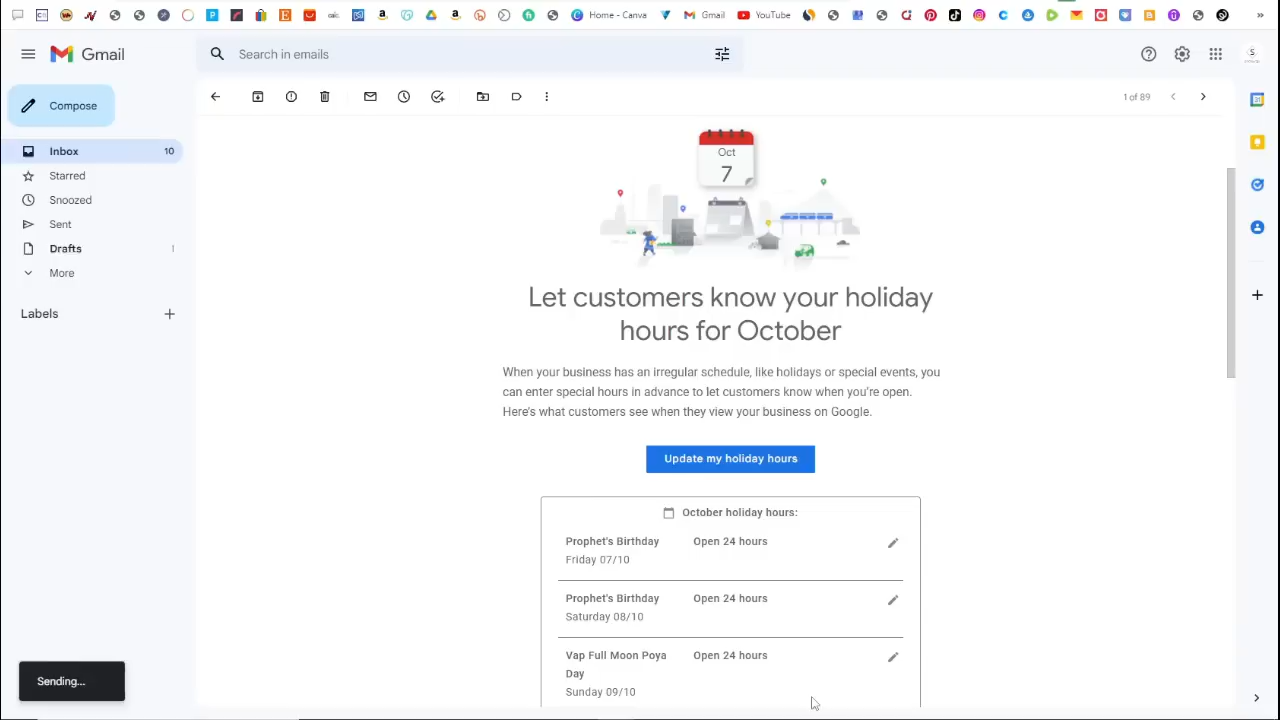 Home - Canva
Gmail
YouTube
»
Gmail
Search in emails
Compose
1 of 89
Inbox 10
Starred
Snoozed
Sent
Drafts 1
More
Labels
Oct
7
Let customers know your holiday
hours for October
When your business has an irregular schedule, like holidays or special events, you
can enter special hours in advance to let customers know when you're open.
Here's what customers see when they view your business on Google.
Update my holiday hours
October holiday hours:
Prophet's Birthday Open 24 hours
Friday 07/10
Prophet's Birthday Open 24 hours
Saturday 08/10
Vap Full Moon Poya Open 24 hours
Day
Sunday 09/10
Sending...